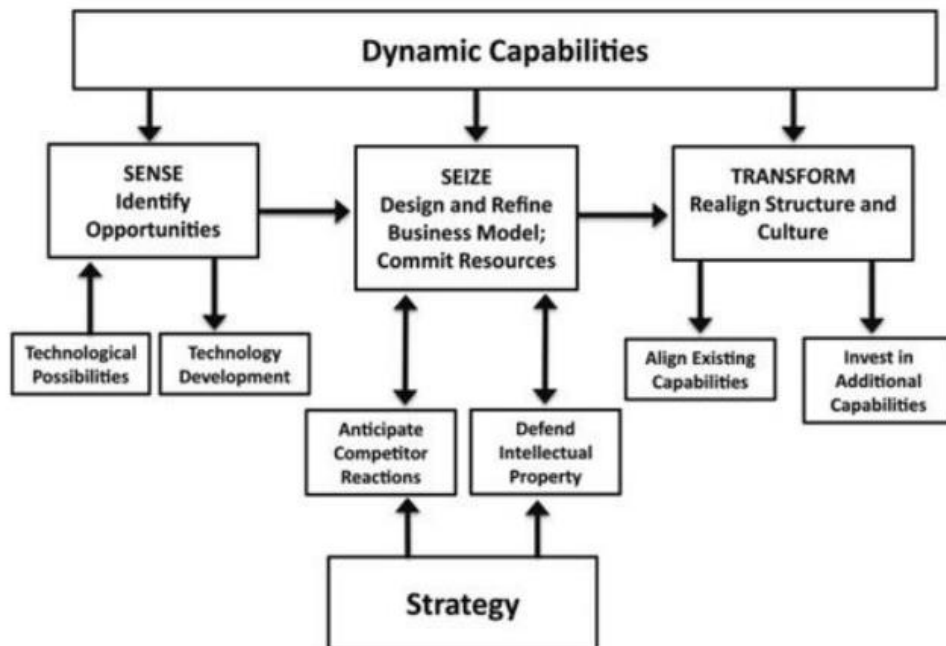 Dynamic Capabilities
SENSE
Identify
Opportunities
SEIZE
Design and Refine
Business Model;
Commit Resources
TRANSFORM
Realign Structure and
Culture
Technological
Possibilities
Technology
Development
Align Existing
Capabilities
Invest in
Additional
Capabilities
Anticipate
Competitor
Reactions
Defend
Intellectual
Property
Strategy